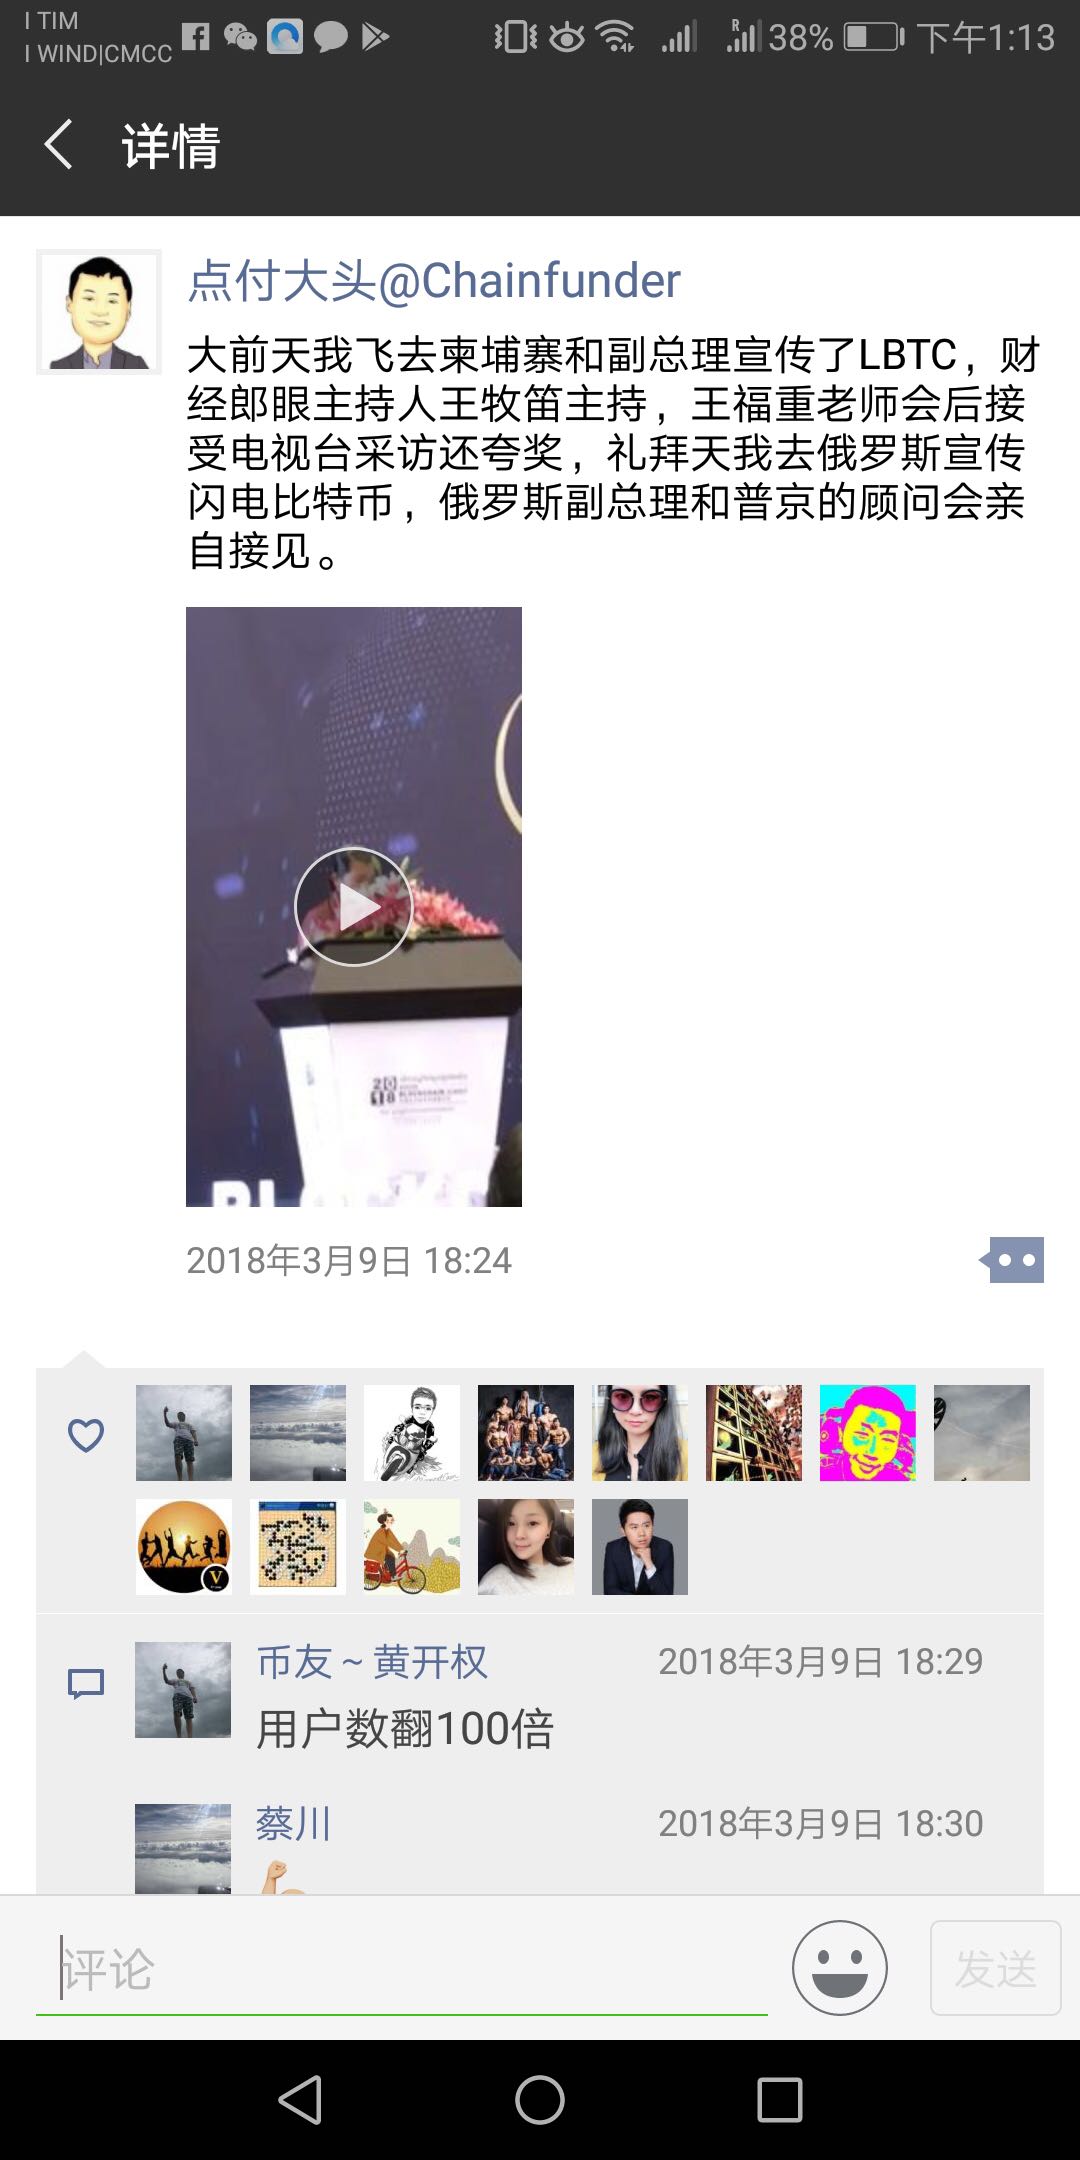 I TIM
I WIND|CMCC
R
38%
下午1:13
详情
点付大头@Chainfunder
大前天我飞去柬埔寨和副总理宣传了LBTC，财
经郎眼主持人王牧笛主持，王福重老师会后接
受电视台采访还夸奖，礼拜天我去俄罗斯宣传
闪电比特币，俄罗斯副总理和普京的顾问会亲
自接见。
2018
2018年3月9日 18:24
币友~黄开权
2018年3月9日 18:29
用户数翻100倍
蔡川
2018年3月9日 18:30
评论
发送